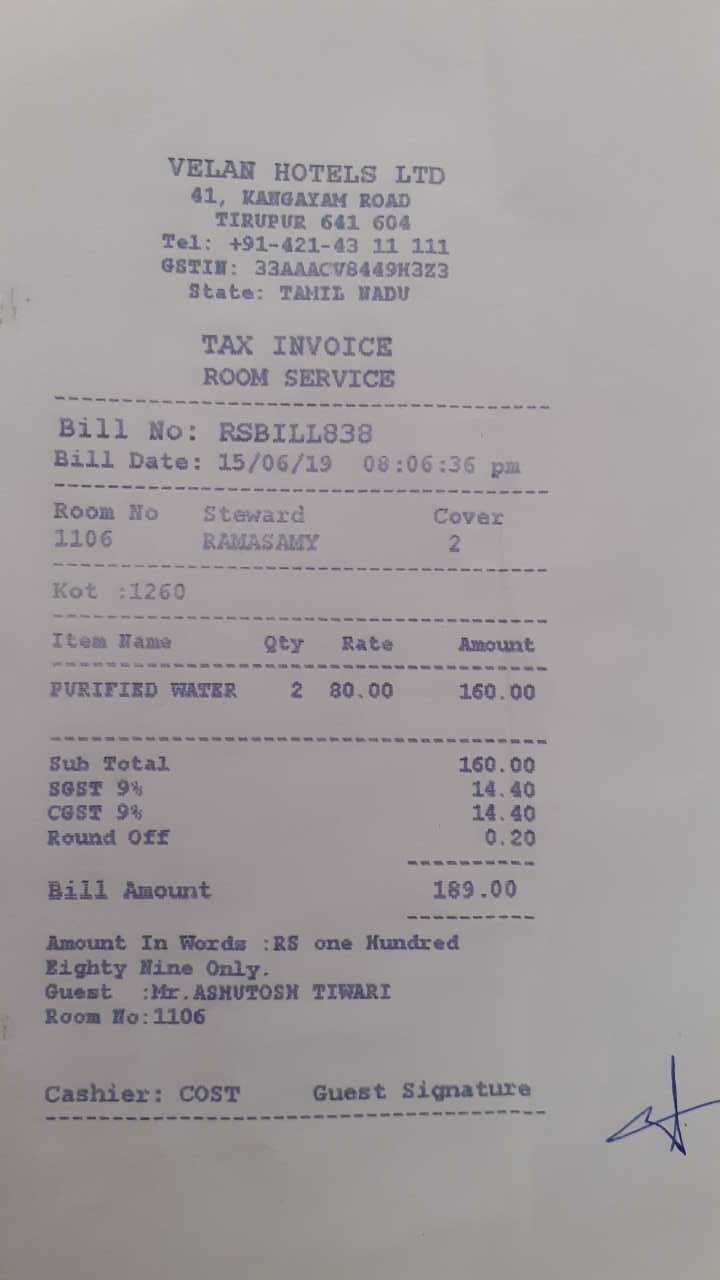 VELAN HOTELS LTD
41, KANGAYAM ROAD
TIRUPUR 641 604
Tel: +91-421-43 11 111
GSTIN: 33AAACV8449H3Z3
State: TAMIL NADU
TAX INVOICE
ROOM SERVICE
Bill No: RSBILL838
Bill Date: 15/06/19 08:06:36 pm
Room No Steward Cover
1106 RAMASAMY 2
Kot :1260
Item Name Qty Rate Amount
PURIFIED WATER 2 80.00 160.00
Sub Total 160.00
SGST 9% 14.40
CGST 9% 14.40
Round Off 0.20
Bill Amount 189.00
Amount In Words :RS one Hundred
Eighty Nine Only.
Guest :Mr.ASHUTOSH TIWARI
Room No:1106
Cashier: COST Guest Signature